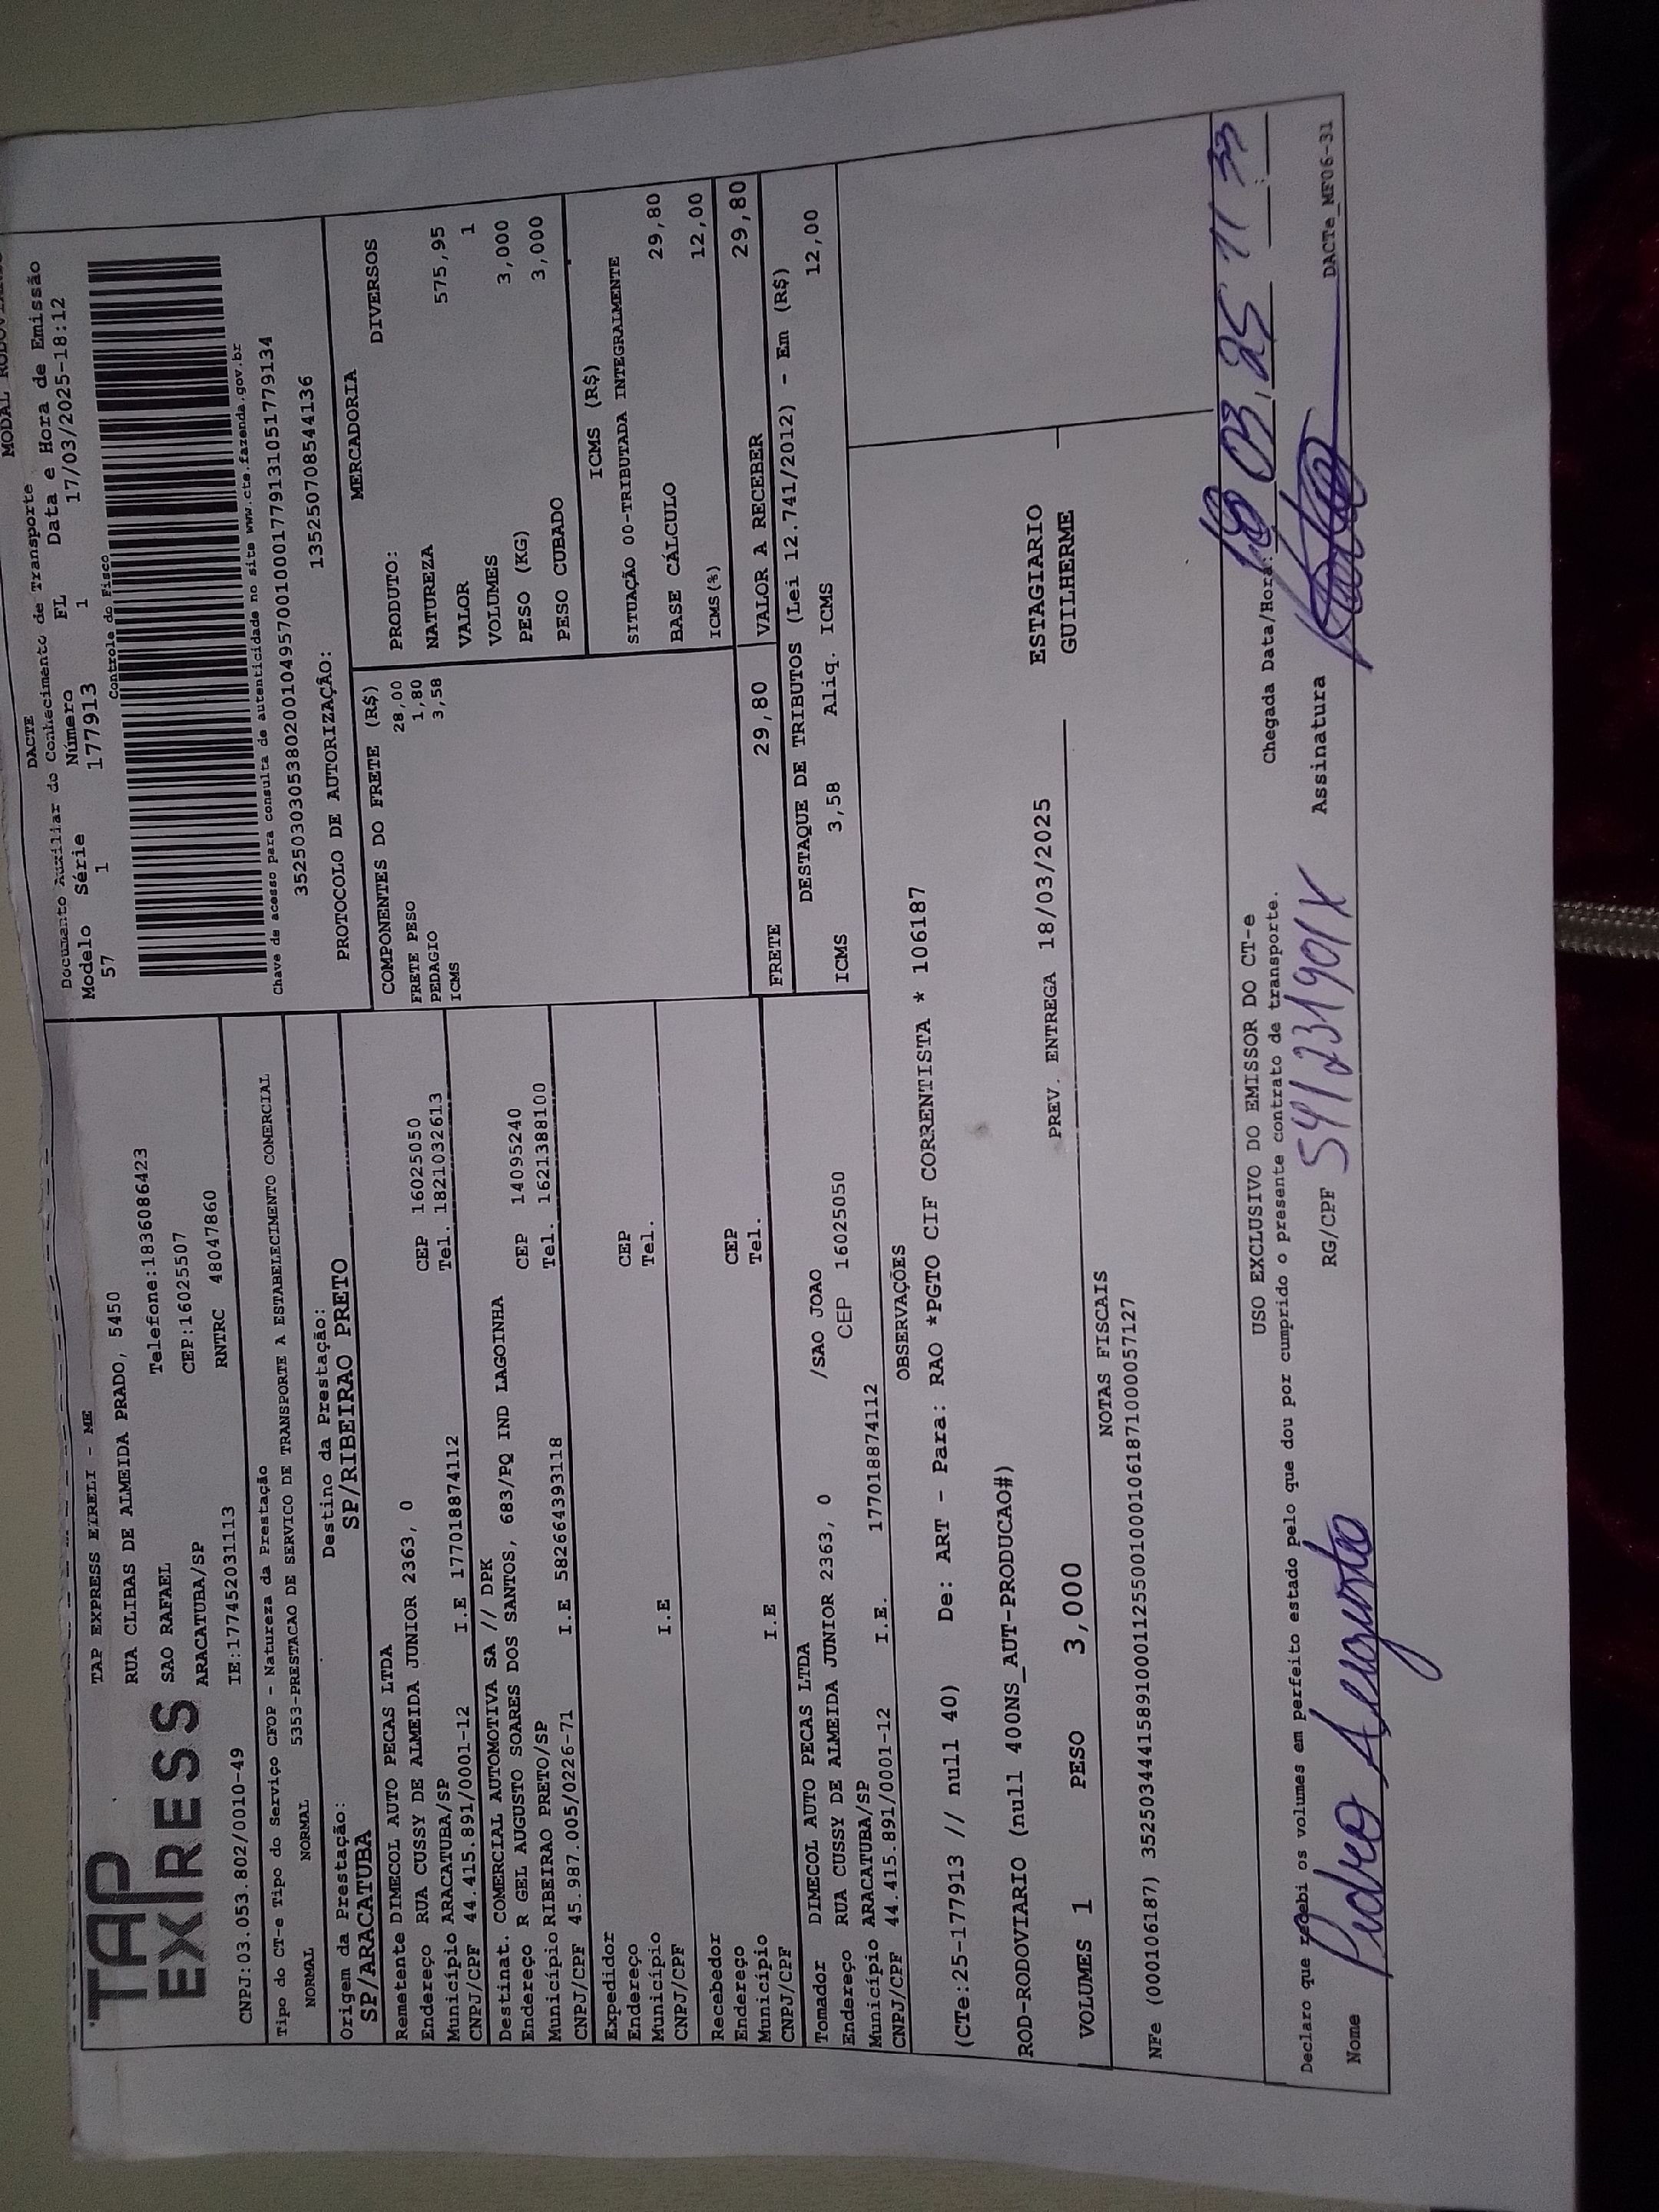 TAP
EXPRESS
TAP EXPRESS EIRELI - ME
RUA CLIBAS DE ALMEIDA PRADO, 5450
Telefone:1836086423
SAO RAFAEL
CEP:16025507
ARACATUBA/SP
CNPJ:03.053.802/0010-49 IE:177452031113 RNTRC 48047860
DACTE
Documento Auxiliar do Conhecimento de Transporte
Modelo Série Número FL Data e Hora de Emissão
57 1 177913 1 1 17/03/2025-18:12
Controle do Fisco
Chave de acesso para consulta de autenticidade no site www.cte.fazenda.gov.br
35250303053802001049570010001779131051779134
PROTOCOLO DE AUTORIZAÇÃO: 135250708544136
Tipo do CT-e Tipo do Serviço CFOP - Natureza da Prestação
NORMAL NORMAL 5353-PRESTACAO DE SERVICO DE TRANSPORTE A ESTABELECIMENTO COMERCIAL
Origem da Prestação: Destino da Prestação:
SP/ARACATUBA SP/RIBEIRAO PRETO
Remetente DIMECOL AUTO PECAS LTDA
Endereço RUA CUSSY DE ALMEIDA JUNIOR 2363, 0 CEP 16025050
Município ARACATUBA/SP Tel. 1821032613
CNPJ/CPF 44.415.891/0001-12 I.E 177018874112
Destinat. COMERCIAL AUTOMOTIVA SA // DPK
Endereço R GEL AUGUSTO SOARES DOS SANTOS, 683/PQ IND LAGOINHA CEP 14095240
Município RIBEIRAO PRETO/SP Tel. 1621388100
CNPJ/CPF 45.987.005/0226-71 I.E 582664393118
Expedidor
Endereço CEP
Município Tel.
CNPJ/CPF I.E
Recebedor
Endereço CEP
Município Tel.
CNPJ/CPF I.E
Tomador DIMECOL AUTO PECAS LTDA
Endereço RUA CUSSY DE ALMEIDA JUNIOR 2363, 0 /SAO JOAO
Município ARACATUBA/SP CEP 16025050
CNPJ/CPF 44.415.891/0001-12 I.E. 177018874112
COMPONENTES DO FRETE (R$)
FRETE PESO 28,00
PEDAGIO 1,80
ICMS 3,58
MERCADORIA
PRODUTO: DIVERSOS
NATUREZA
VALOR 575,95
VOLUMES 1
PESO (KG) 3,000
PESO CUBADO 3,000
ICMS (R$)
SITUAÇÃO 00-TRIBUTADA INTEGRALMENTE
BASE CÁLCULO 29,80
ICMS(%) 12,00
FRETE 29,80 VALOR A RECEBER 29,80
DESTAQUE DE TRIBUTOS (Lei 12.741/2012) - Em (R$)
ICMS 3,58 Aliq. ICMS 12,00
OBSERVAÇÕES
(CTe:25-177913 // null 40) De: ART - Para: RAO *PGTO CIF CORRENTISTA * 106187
ROD-RODOVIARIO (null 400NS_AUT-PRODUCAO#)
ESTAGIARIO
VOLUMES 1 PESO 3,000 PREV. ENTREGA 18/03/2025 GUILHERME
NOTAS FISCAIS
NFe (000106187) 35250344415891000112550010001061871000057127
USO EXCLUSIVO DO EMISSOR DO CT-e
Declaro que recebi os volumes em perfeito estado pelo que dou por cumprido o presente contrato de transporte.
Chegada Data/Hora: 18 03 25 11 33
Nome Pedro Augusto RG/CPF 541231901X Assinatura
DACTe_MF06-31